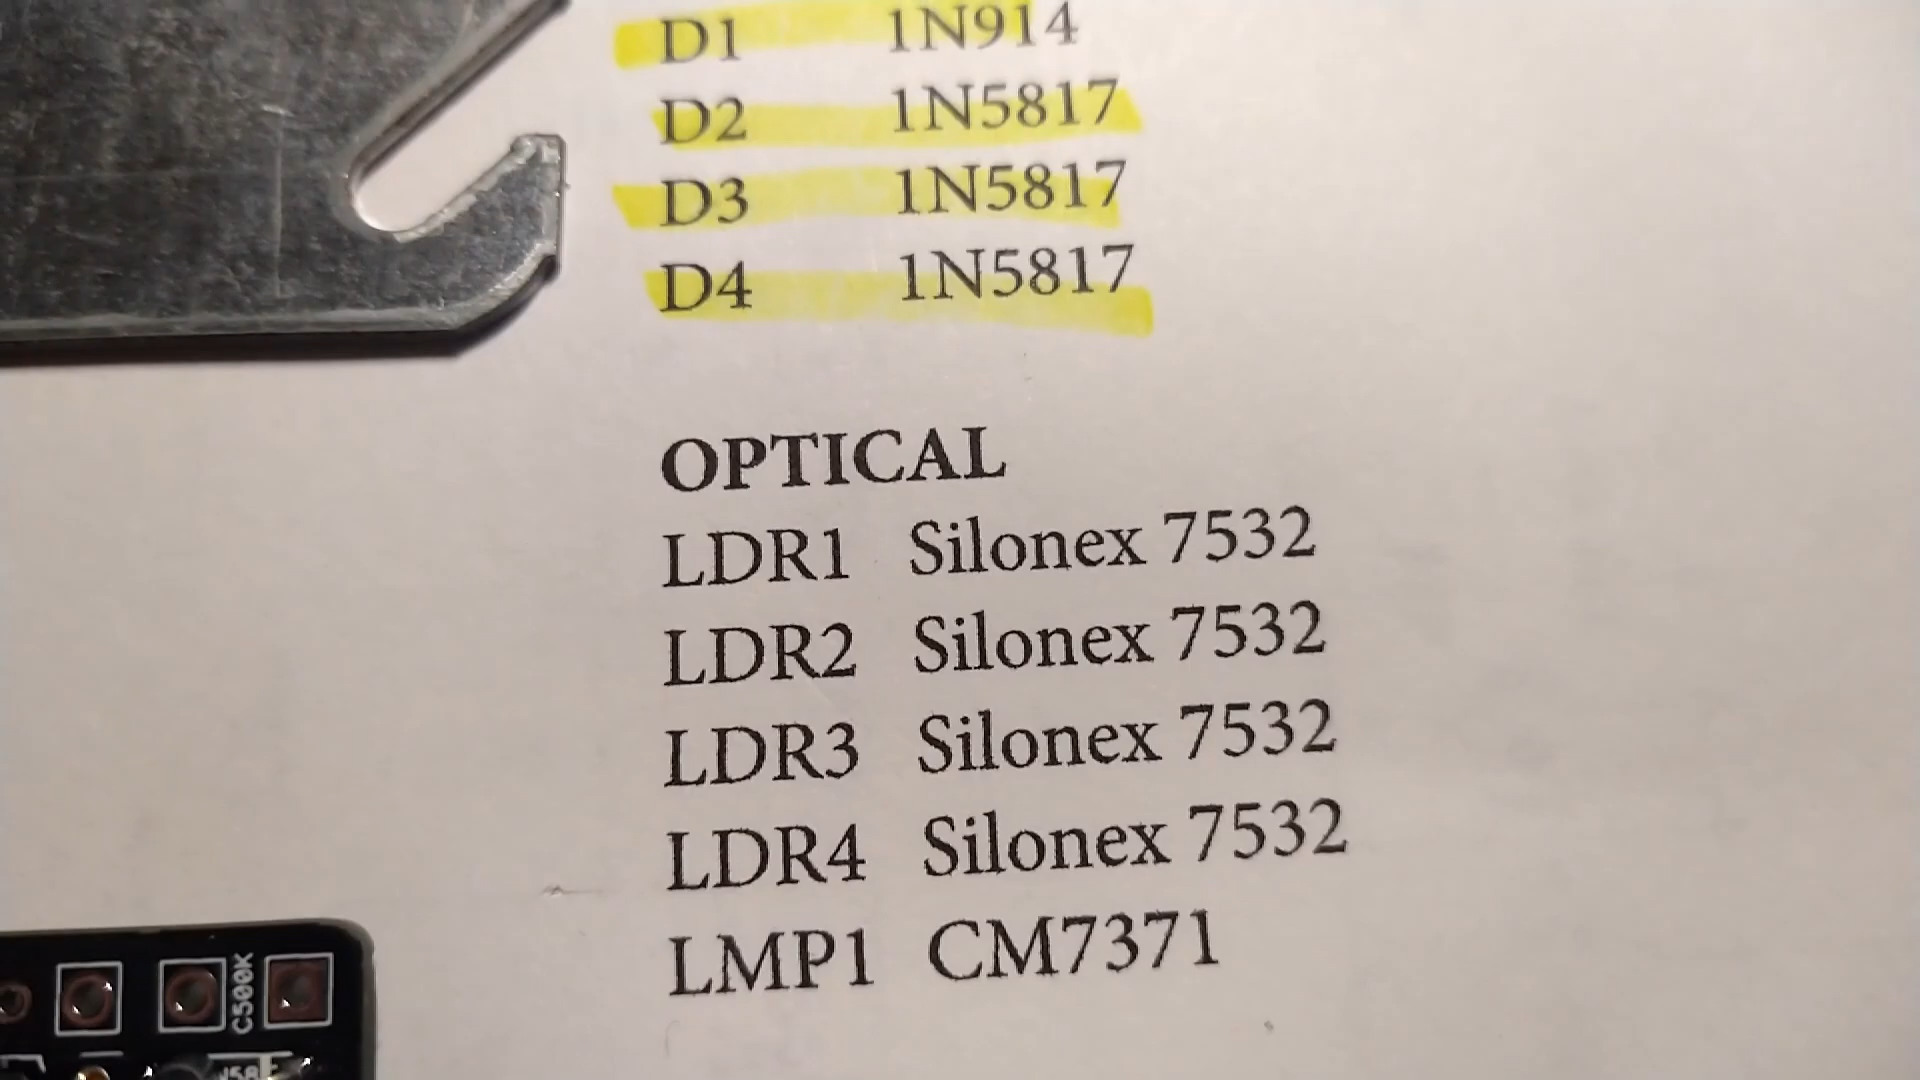 D1 1N914
D2 1N5817
D3 1N5817
D4 1N5817
OPTICAL
LDR1 Silonex 7532
LDR2 Silonex 7532
LDR3 Silonex 7532
LDR4 Silonex 7532
LMP1 CM7371
C500K